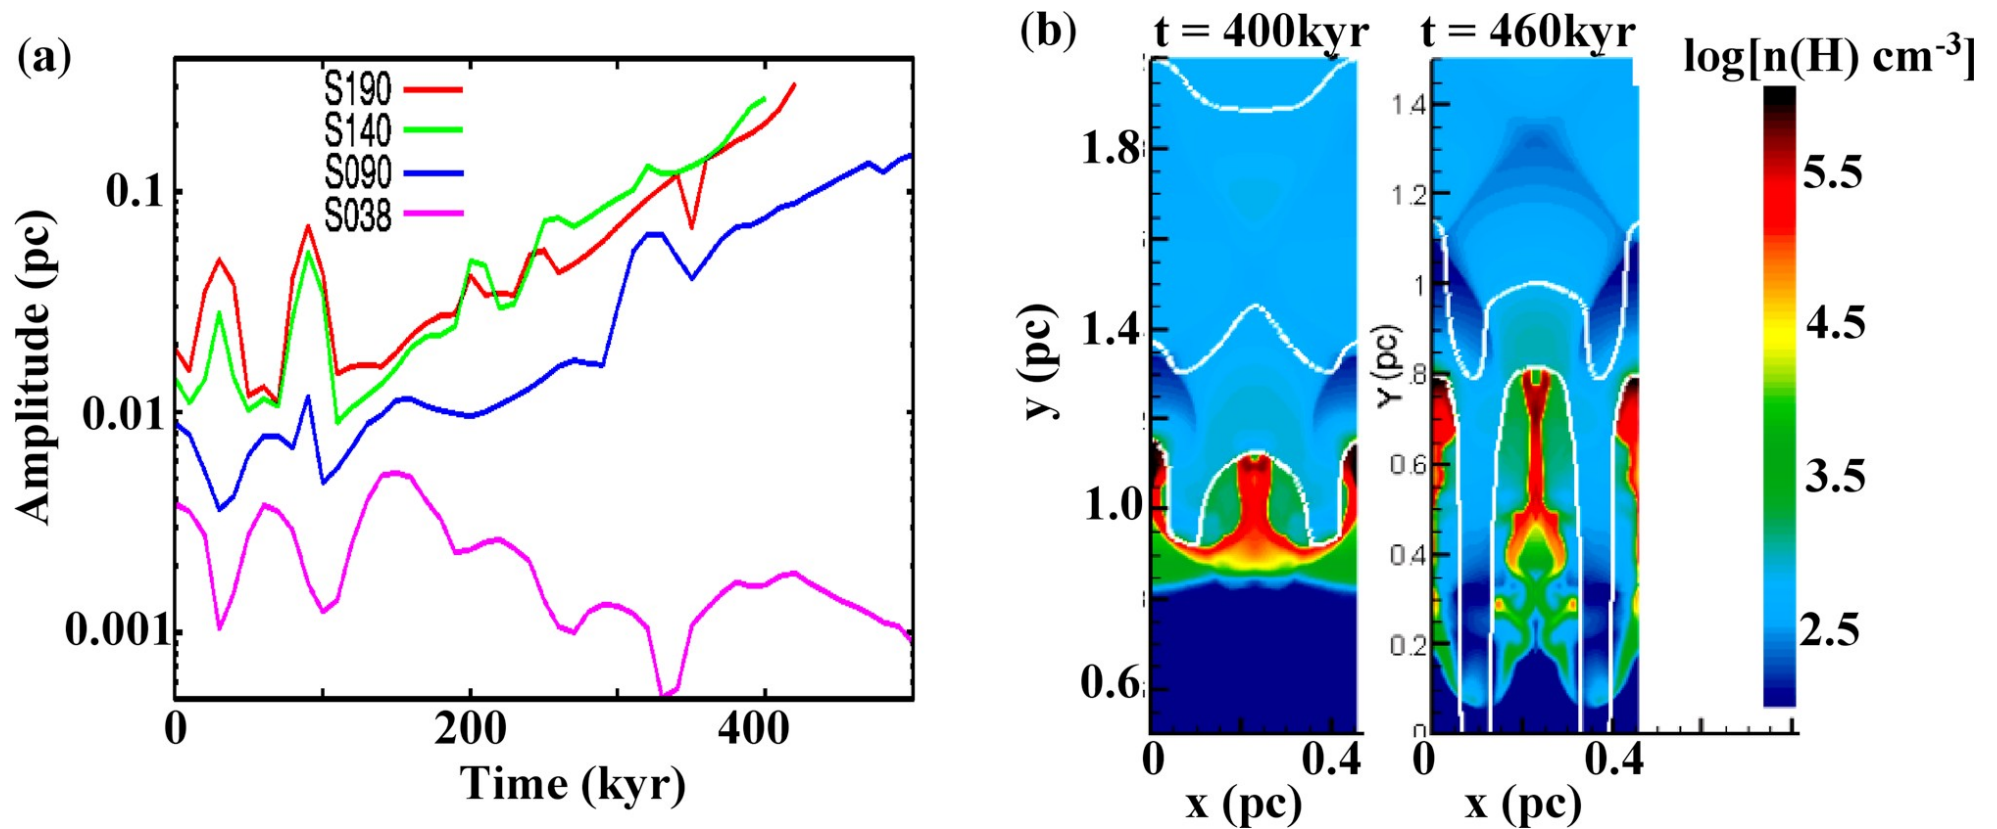 (a)
S190
S140
S090
S038
0.1
0.01
0.001
Amplitude (pc)
0 200 400
Time (kyr)
(b)
t = 400kyr
t = 460kyr
log[n(H) cm-3]
y (pc)
1.8
1.4
1.0
0.6
0 0.4
x (pc)
Y (pc)
1.4
1.2
1
.8
0.6
0.4
0.2
0
0 0.4
x (pc)
5.5
4.5
3.5
2.5